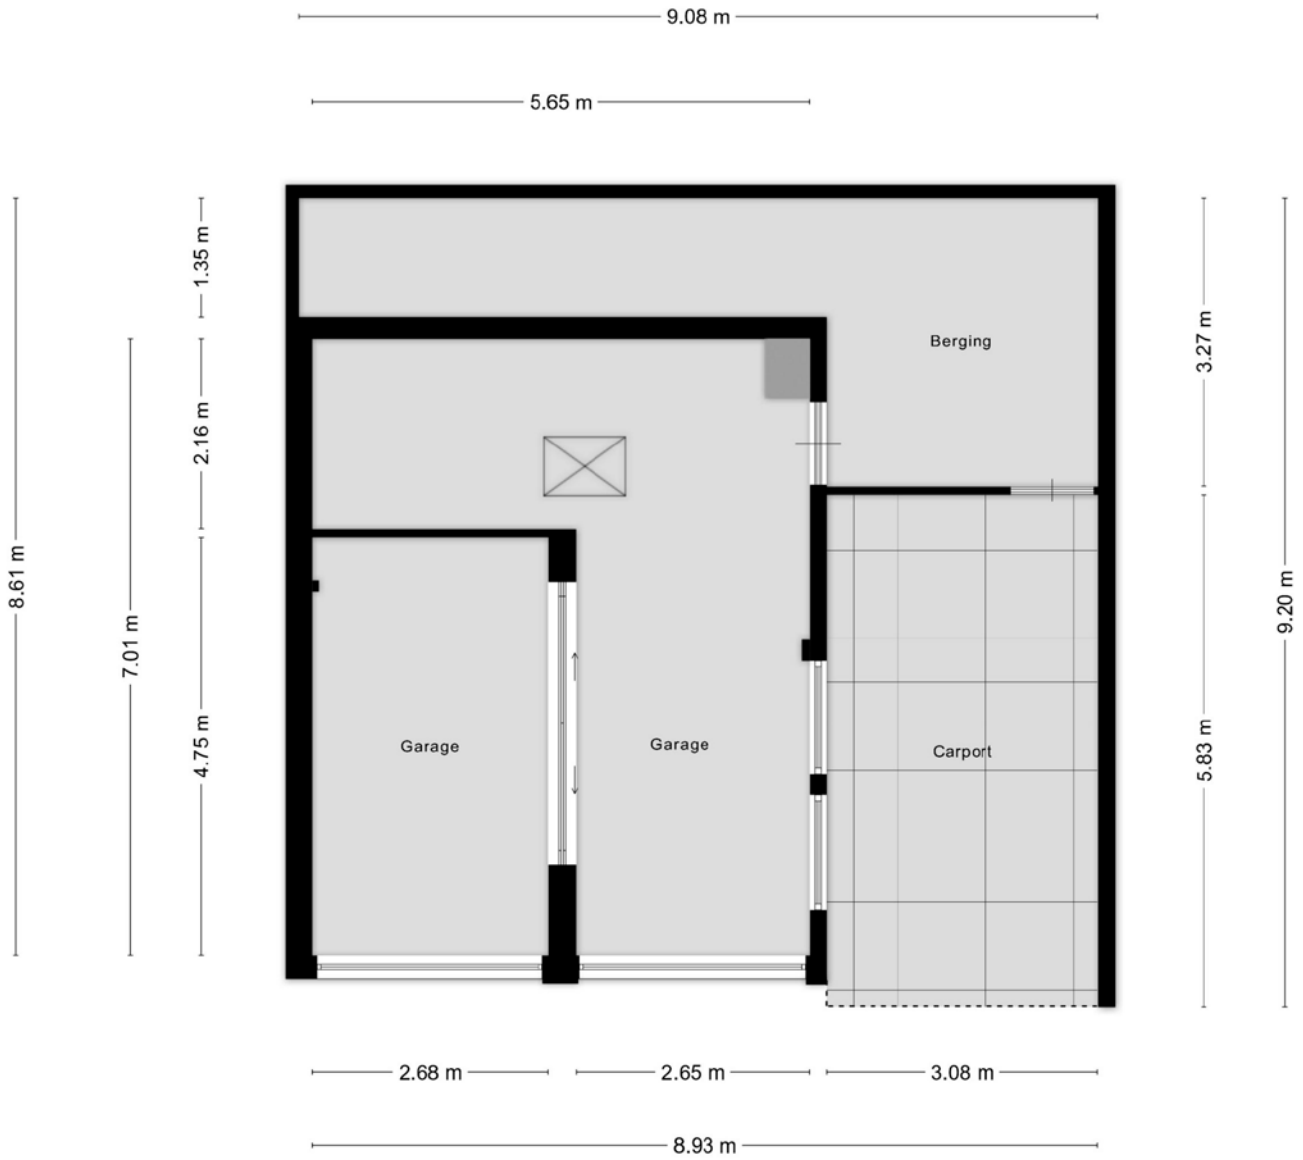 9.08 m
5.65 m
1.35 m
3.27 m
Berging
2.16 m
8.61 m
7.01 m
9.20 m
4.75 m
5.83 m
Garage
Garage
Carport
2.68 m
2.65 m
3.08 m
8.93 m